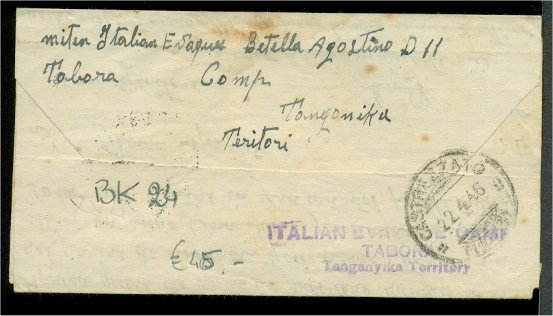 miten Italian Evaques Betella Agostino D 11
Tabora Comp
Tanganika
Teritori
BK 24
22.4.46
ITALIAN CAMP
TABORA
Tanganyika Territory
£45.-